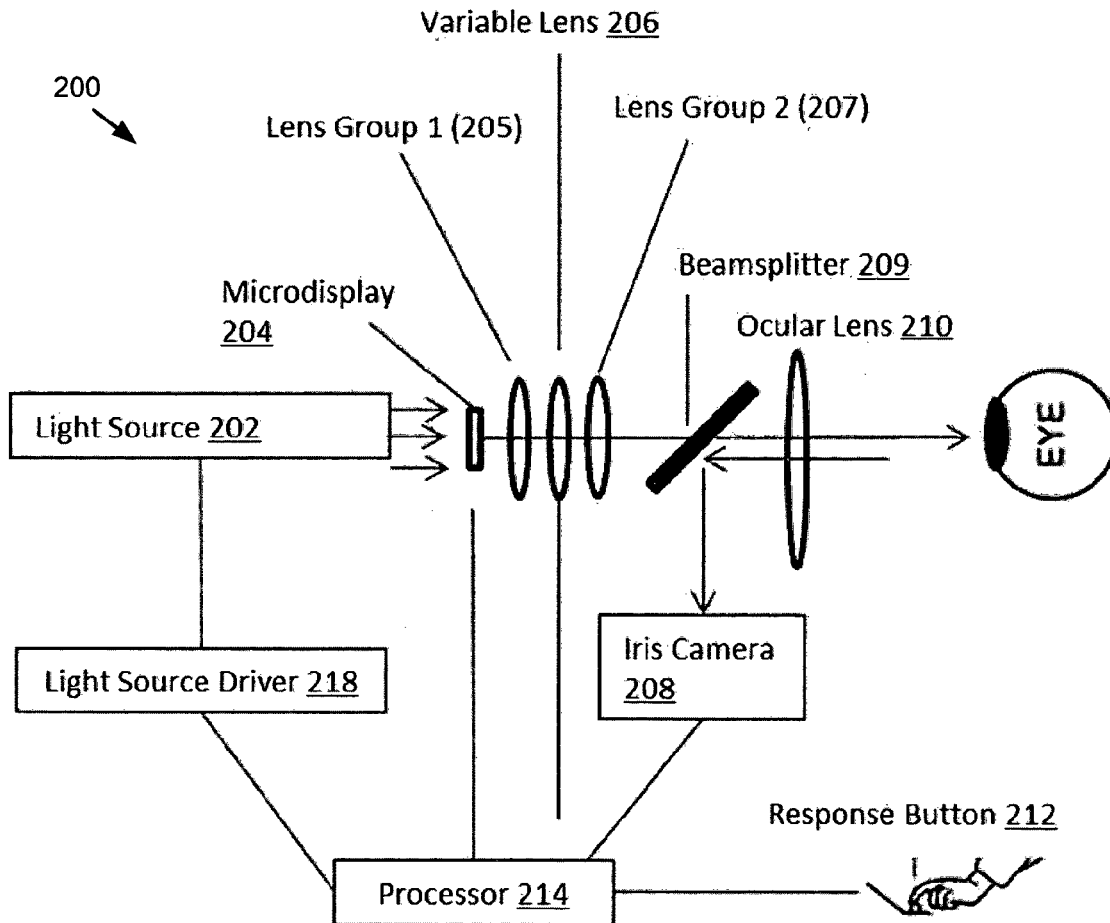 Variable Lens 206
200
Lens Group 1 (205)
Lens Group 2 (207)
Microdisplay
204
Beamsplitter 209
Ocular Lens 210
Light Source 202
EYE
Light Source Driver 218
Iris Camera
208
Response Button 212
Processor 214